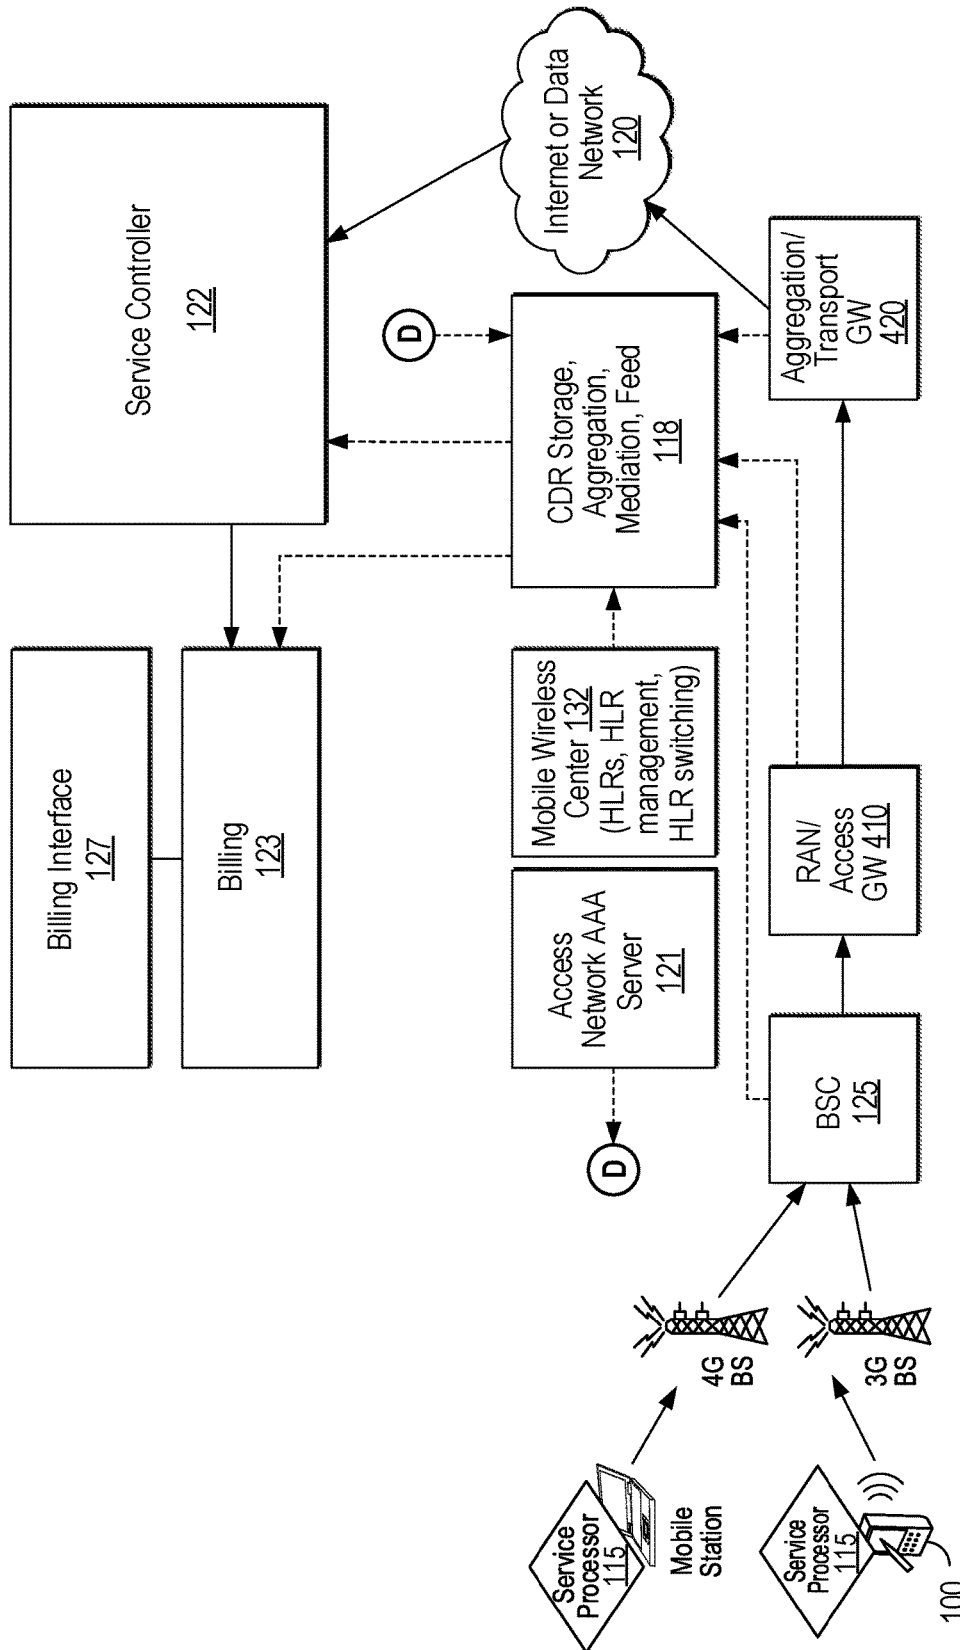 Billing Interface
127
Billing
123
Service Controller
122
Access
Network AAA
Server
121
Mobile Wireless
Center 132
(HLRs, HLR
management,
HLR switching)
CDR Storage,
Aggregation,
Mediation, Feed
118
D
D
Internet or Data
Network
120
Service
Processor
115
Mobile
Station
4G
BS
Service
Processor
115
100
3G
BS
BSC
125
RAN/
Access
GW 410
Aggregation/
Transport
GW
420